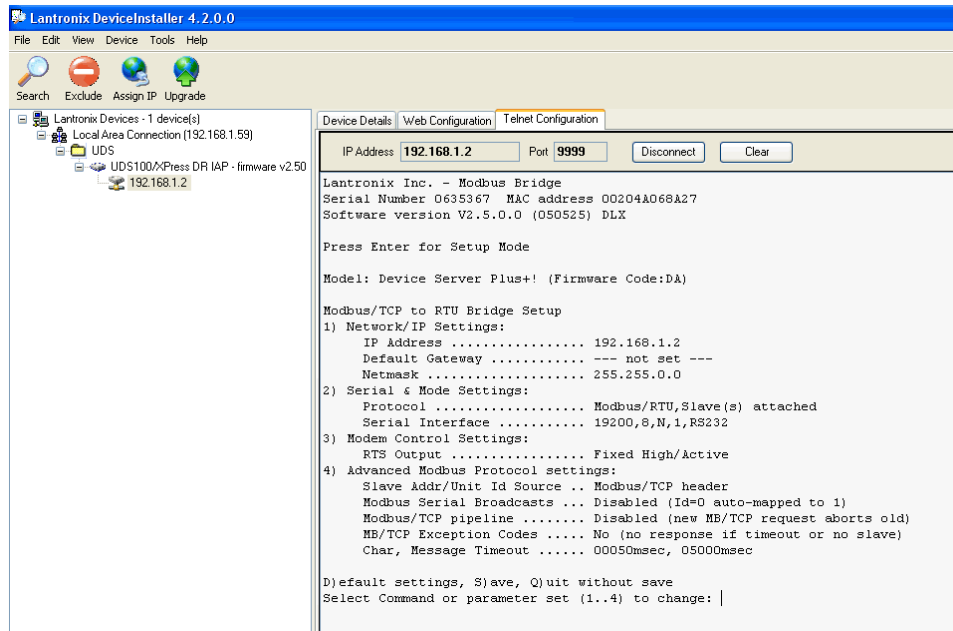 Lantronix DeviceInstaller 4.2.0.0
File Edit View Device Tools Help
Search Exclude Assign IP Upgrade
Lantronix Devices - 1 device(s)
Local Area Connection (192.168.1.59)
UDS
UDS100/XPress DR IAP - firmware v2.50
192.168.1.2
Device Details Web Configuration Telnet Configuration
IP Address 192.168.1.2 Port 9999 Disconnect Clear
Lantronix Inc. - Modbus Bridge
Serial Number 0635367 MAC address 00204A068A27
Software version V2.5.0.0 (050525) DLX
Press Enter for Setup Mode
Model: Device Server Plus+! (Firmware Code:DA)
Modbus/TCP to RTU Bridge Setup
1) Network/IP Settings:
IP Address ................. 192.168.1.2
Default Gateway ............ --- not set ---
Netmask .................... 255.255.0.0
2) Serial & Mode Settings:
Protocol ................... Modbus/RTU,Slave(s) attached
Serial Interface ........... 19200,8,N,1,RS232
3) Modem Control Settings:
RTS Output ................. Fixed High/Active
4) Advanced Modbus Protocol settings:
Slave Addr/Unit Id Source .. Modbus/TCP header
Modbus Serial Broadcasts ... Disabled (Id=0 auto-mapped to 1)
Modbus/TCP pipeline ........ Disabled (new MB/TCP request aborts old)
MB/TCP Exception Codes ..... No (no response if timeout or no slave)
Char, Message Timeout ...... 00050msec, 05000msec
D)efault settings, S)ave, Q)uit without save
Select Command or parameter set (1..4) to change: